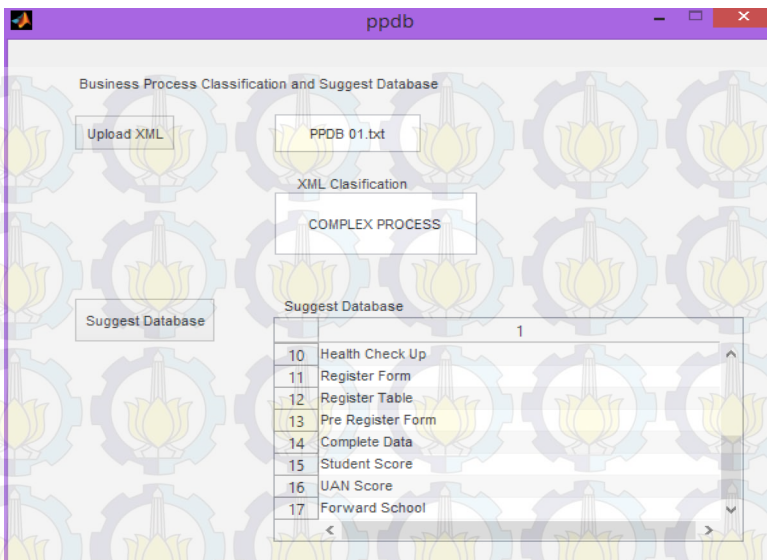 ppdb
Business Process Classification and Suggest Database
Upload XML
PPDB 01.txt
XML Clasification
COMPLEX PROCESS
Suggest Database
Suggest Database
1
10 Health Check Up
11 Register Form
12 Register Table
13 Pre Register Form
14 Complete Data
15 Student Score
16 UAN Score
17 Forward School